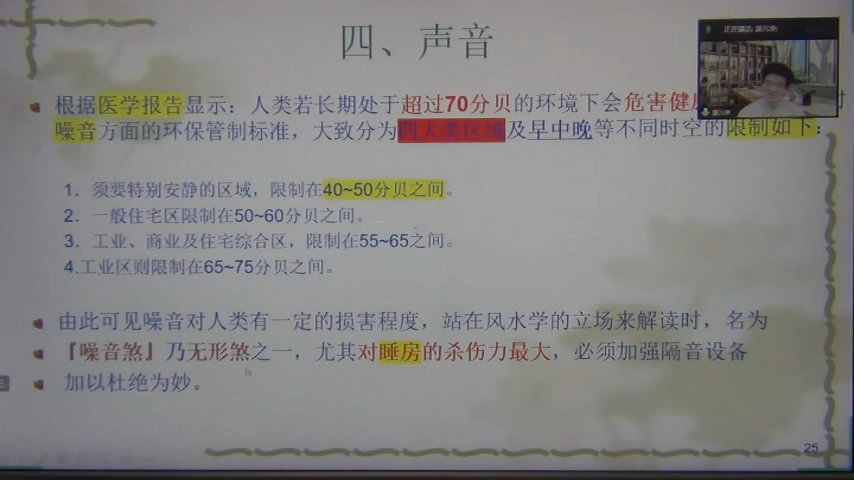 四、声音
正在讲话:
根据医学报告显示：人类若长期处于超过70分贝的环境下会危害健康
噪音方面的环保管制标准，大致分为四大类区域及早中晚等不同时空的限制如下：
1．须要特别安静的区域，限制在40~50分贝之间。
2．一般住宅区限制在50~60分贝之间。
3．工业、商业及住宅综合区，限制在55~65之间。
4.工业区则限制在65~75分贝之间。
由此可见噪音对人类有一定的损害程度，站在风水学的立场来解读时，名为
『噪音煞』乃无形煞之一，尤其对睡房的杀伤力最大，必须加强隔音设备
加以杜绝为妙。
25